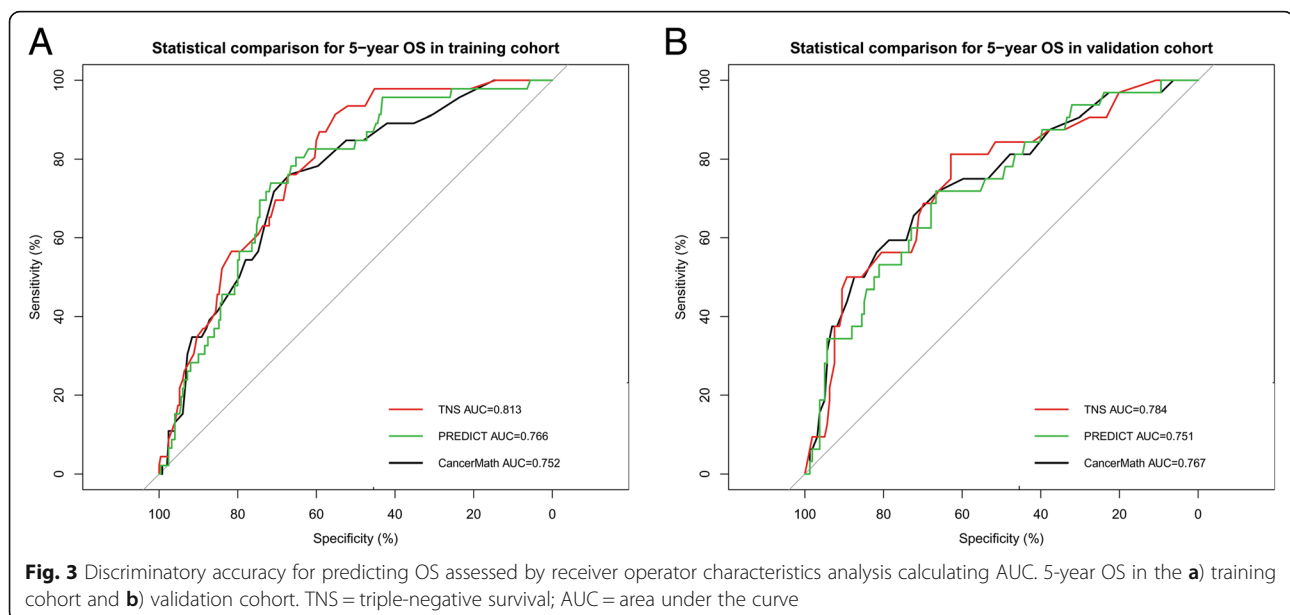 A
Statistical comparison for 5−year OS in training cohort
Sensitivity (%)
100
80
60
40
20
0
TNS AUC=0.813
PREDICT AUC=0.766
CancerMath AUC=0.752
100 80 60 40 20 0
Specificity (%)
B
Statistical comparison for 5−year OS in validation cohort
Sensitivity (%)
100
80
60
40
20
0
TNS AUC=0.784
PREDICT AUC=0.751
CancerMath AUC=0.767
100 80 60 40 20 0
Specificity (%)
Fig. 3 Discriminatory accuracy for predicting OS assessed by receiver operator characteristics analysis calculating AUC. 5-year OS in the a) training
cohort and b) validation cohort. TNS = triple-negative survival; AUC = area under the curve